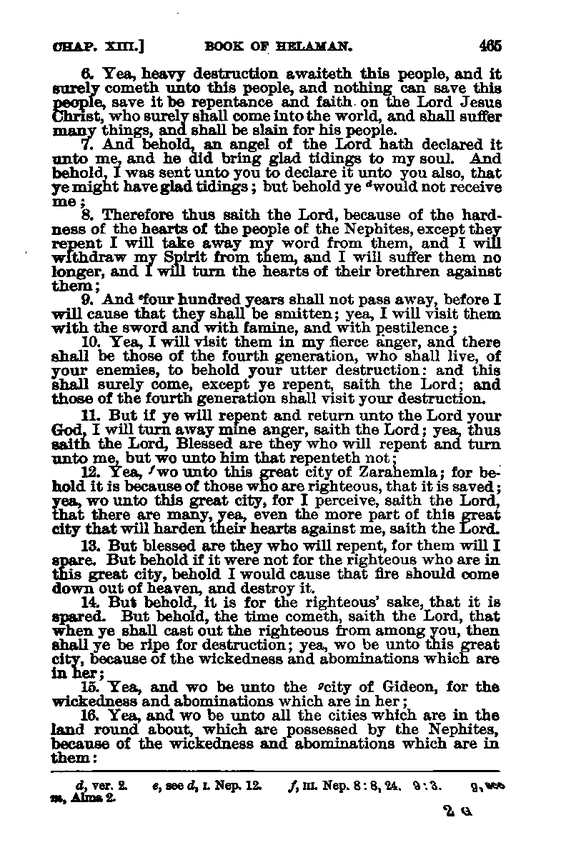 CHAP. XIII.] BOOK OF HELAMAN. 465
6. Yea, heavy destruction awaiteth this people, and it
surely cometh unto this people, and nothing can save this
people, save it be repentance and faith on the Lord Jesus
Christ, who surely shall come into the world, and shall suffer
many things, and shall be slain for his people.
7. And behold, an angel of the Lord hath declared it
unto me, and he did bring glad tidings to my soul. And
behold, I was sent unto you to declare it unto you also, that
ye might have glad tidings; but behold ye dwould not receive
me;
8. Therefore thus saith the Lord, because of the hard-
ness of the hearts of the people of the Nephites, except they
repent I will take away my word from them, and I will
withdraw my Spirit from them, and I will suffer them no
longer, and I will turn the hearts of their brethren against
them;
9. And efour hundred years shall not pass away, before I
will cause that they shall be smitten; yea, I will visit them
with the sword and with famine, and with pestilence;
10. Yea, I will visit them in my fierce anger, and there
shall be those of the fourth generation, who shall live, of
your enemies, to behold your utter destruction: and this
shall surely come, except ye repent, saith the Lord; and
those of the fourth generation shall visit your destruction.
11. But if ye will repent and return unto the Lord your
God, I will turn away mine anger, saith the Lord; yea, thus
saith the Lord, Blessed are they who will repent and turn
unto me, but wo unto him that repenteth not;
12. Yea, fwo unto this great city of Zarahemla; for be-
hold it is because of those who are righteous, that it is saved;
yea, wo unto this great city, for I perceive, saith the Lord,
that there are many, yea, even the more part of this great
city that will harden their hearts against me, saith the Lord.
13. But blessed are they who will repent, for them will I
spare. But behold if it were not for the righteous who are in
this great city, behold I would cause that fire should come
down out of heaven, and destroy it.
14. But behold, it is for the righteous' sake, that it is
spared. But behold, the time cometh, saith the Lord, that
when ye shall cast out the righteous from among you, then
shall ye be ripe for destruction; yea, wo be unto this great
city, because of the wickedness and abominations which are
in her;
15. Yea, and wo be unto the gcity of Gideon, for the
wickedness and abominations which are in her;
16. Yea, and wo be unto all the cities which are in the
land round about, which are possessed by the Nephites,
because of the wickedness and abominations which are in
them:
d, ver. 2. e, see d, I. Nep. 12. f, III. Nep. 8: 8, 24. 9: 3. g, see
m, Alma 2.
2 G